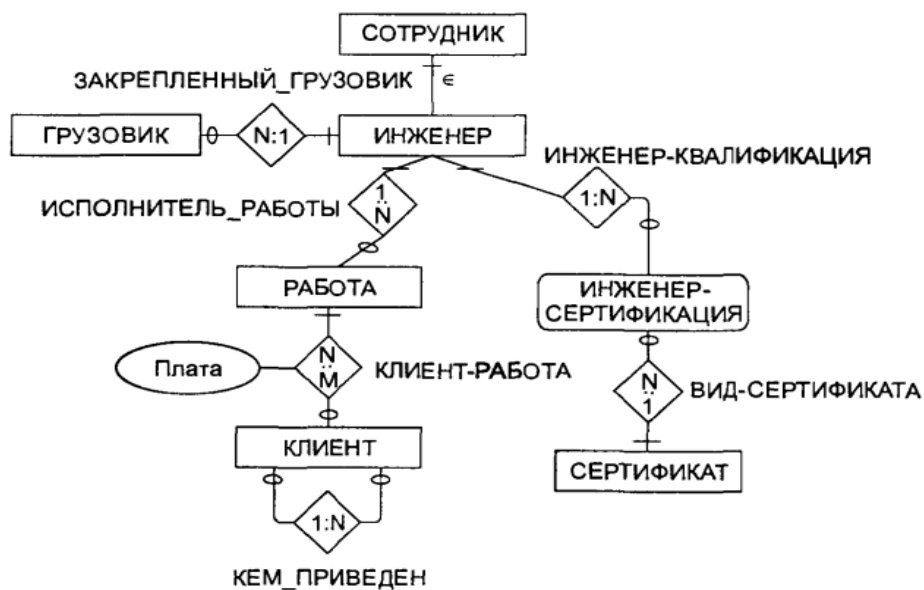 СОТРУДНИК
ЗАКРЕПЛЕННЫЙ_ГРУЗОВИК
∈
ГРУЗОВИК
N:1
ИНЖЕНЕР
ИНЖЕНЕР-КВАЛИФИКАЦИЯ
ИСПОЛНИТЕЛЬ_РАБОТЫ
1:N
1:N
РАБОТА
ИНЖЕНЕР-
СЕРТИФИКАЦИЯ
Плата
N:M
КЛИЕНТ-РАБОТА
N:1
ВИД-СЕРТИФИКАТА
КЛИЕНТ
СЕРТИФИКАТ
1:N
КЕМ_ПРИВЕДЕН